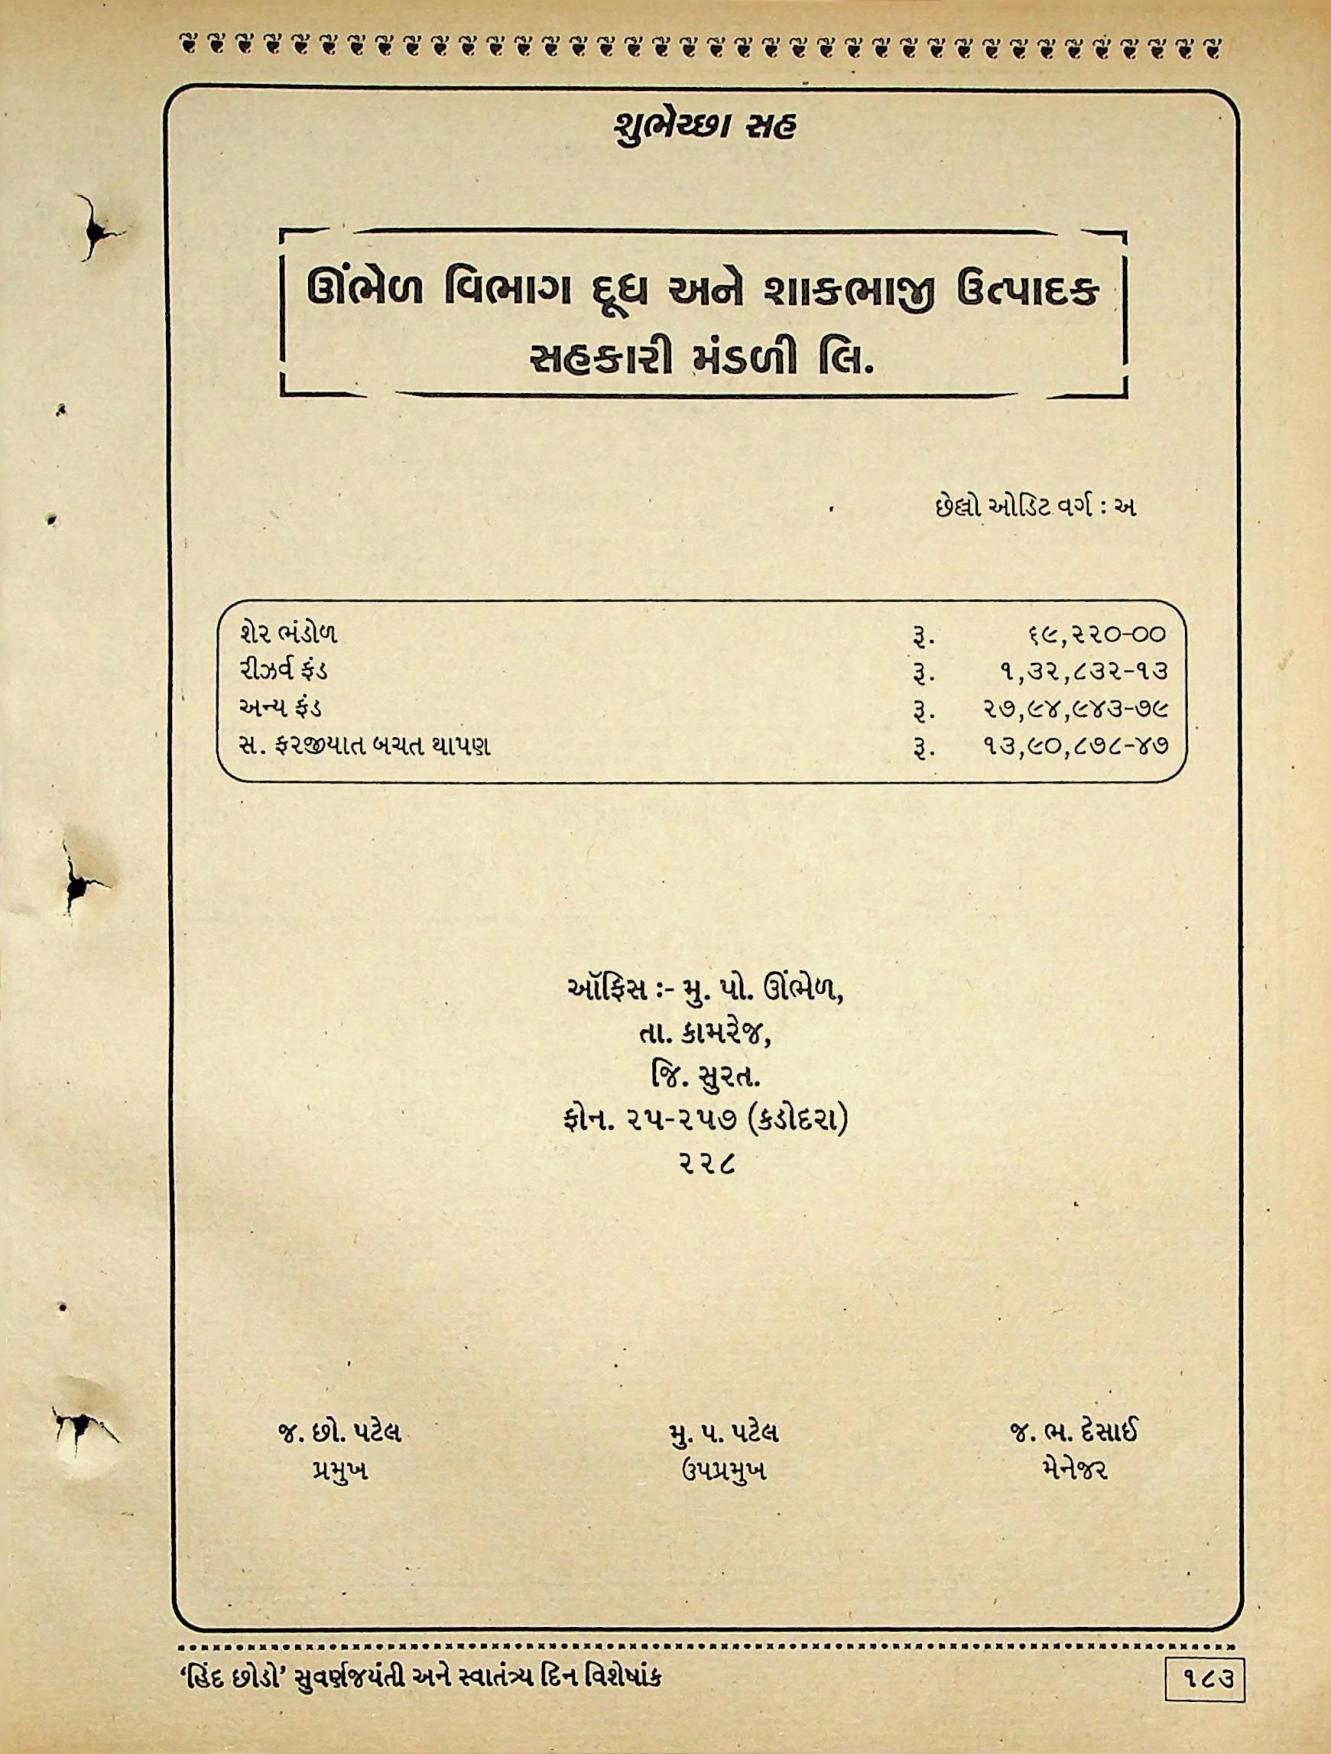 શુભેચ્છા સહ
ઊંભેળ વિભાગ દૂધ અને શાકભાજી ઉત્પાદક
સહકારી મંડળી લિ.
છેલ્લો ઓડિટ વર્ગ : અ
શેર ભંડોળ રૂ. ૬૯,૨૨૦-૦૦
રીઝર્વ ફંડ રૂ. ૧,૩૨,૮૩૨-૧૩
અન્ય ફંડ રૂ. ૨૭,૯૪,૯૪૩-૭૯
સ. ફરજીયાત બચત થાપણ રૂ. ૧૩,૯૦,૮૭૮-૪૭
ઑફિસ :- મુ. પો. ઊંભેળ,
તા. કામરેજ,
જિ. સુરત.
ફોન. ૨૫-૨૫૭ (કડોદરા)
૨૨૮
જ. છો. પટેલ મુ. પ. પટેલ જ. ભ. દેસાઈ
પ્રમુખ ઉપપ્રમુખ મેનેજર
‘હિંદ છોડો’ સુવર્ણજયંતી અને સ્વાતંત્ર્ય દિન વિશેષાંક ૧૮૩